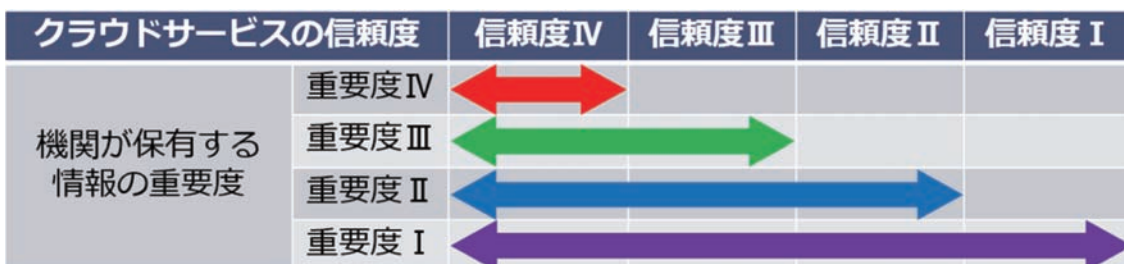 クラウドサービスの信頼度 信頼度Ⅳ 信頼度Ⅲ 信頼度Ⅱ 信頼度Ⅰ
機関が保有する
情報の重要度
重要度Ⅳ
重要度Ⅲ
重要度Ⅱ
重要度Ⅰ